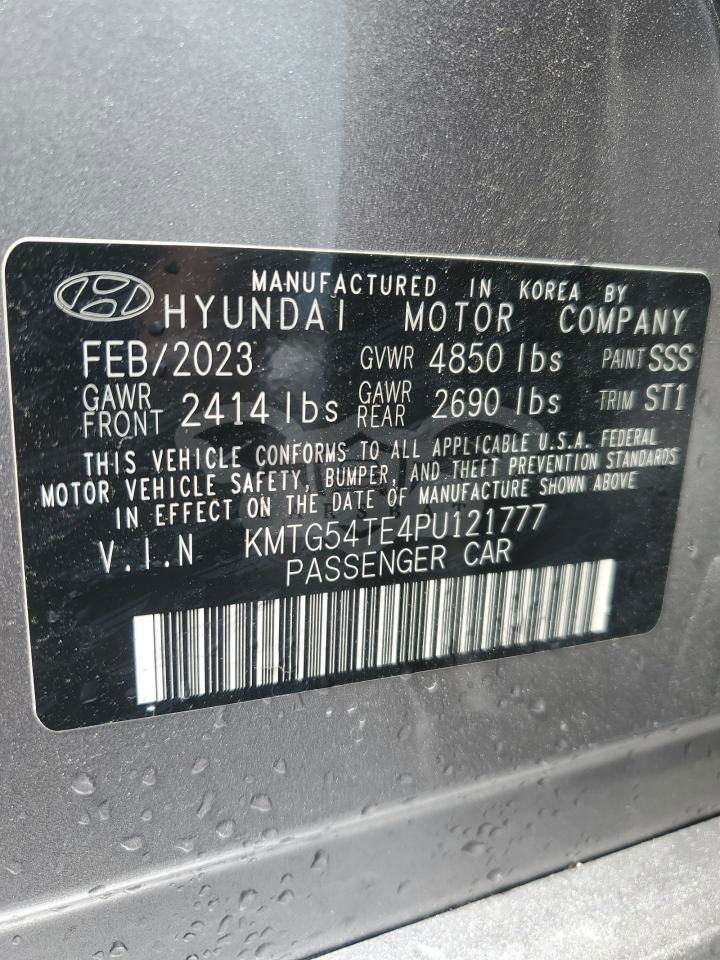 MANUFACTURED IN KOREA BY
HYUNDAI MOTOR COMPANY
FEB/2023 GVWR 4850 lbs PAINT SSS
GAWR FRONT 2414 lbs GAWR REAR 2690 lbs TRIM ST1
THIS VEHICLE CONFORMS TO ALL APPLICABLE U.S.A. FEDERAL
MOTOR VEHICLE SAFETY, BUMPER, AND THEFT PREVENTION STANDARDS
IN EFFECT ON THE DATE OF MANUFACTURE SHOWN ABOVE
V.I.N KMTG54TE4PU121777
PASSENGER CAR